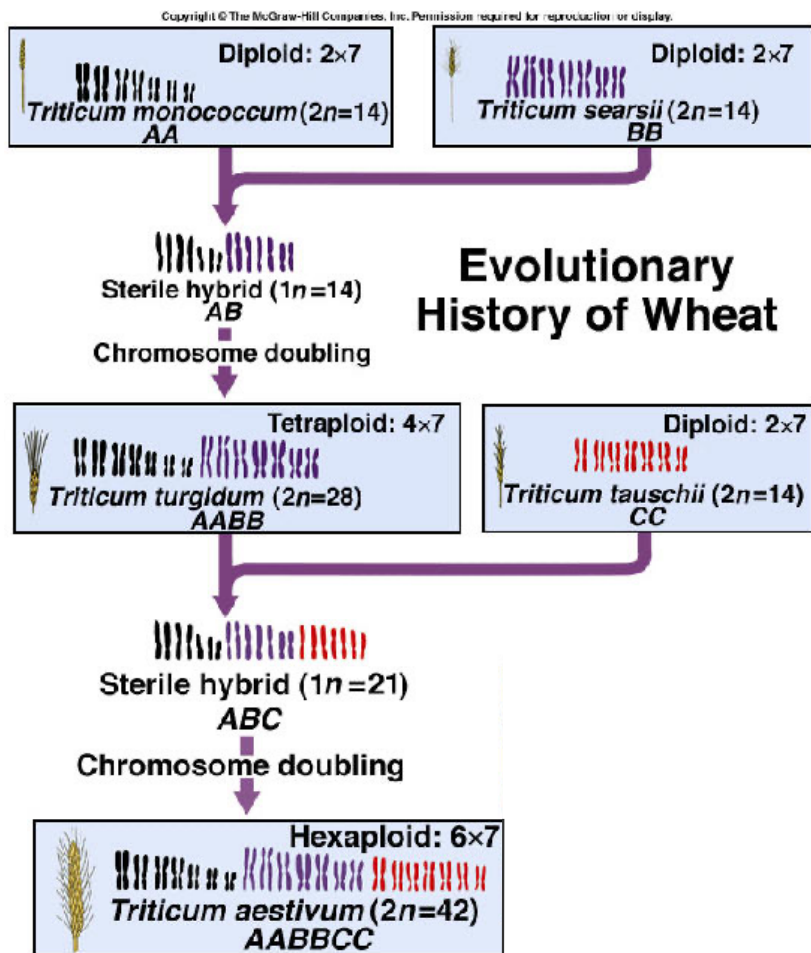 Copyright © The McGraw-Hill Companies, Inc. Permission required for reproduction or display.
Diploid: 2×7
Triticum monococcum (2n=14)
AA
Diploid: 2×7
Triticum searsii (2n=14)
BB
Sterile hybrid (1n=14)
AB
Chromosome doubling
Evolutionary
History of Wheat
Tetraploid: 4×7
Triticum turgidum (2n=28)
AABB
Diploid: 2×7
Triticum tauschii (2n=14)
CC
Sterile hybrid (1n=21)
ABC
Chromosome doubling
Hexaploid: 6×7
Triticum aestivum (2n=42)
AABBCC